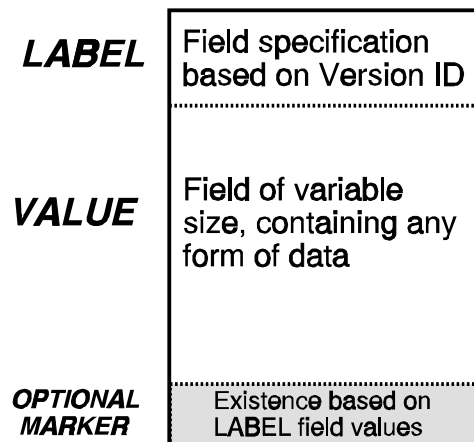 LABEL
Field specification
based on Version ID
VALUE
Field of variable
size, containing any
form of data
OPTIONAL
MARKER
Existence based on
LABEL field values